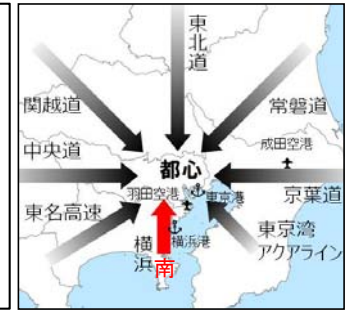 東北道
関越道
常磐道
成田空港
中央道
都心
羽田空港
東京港
京葉道
東名高速
東京湾
アクアライン
横浜
横浜港
南